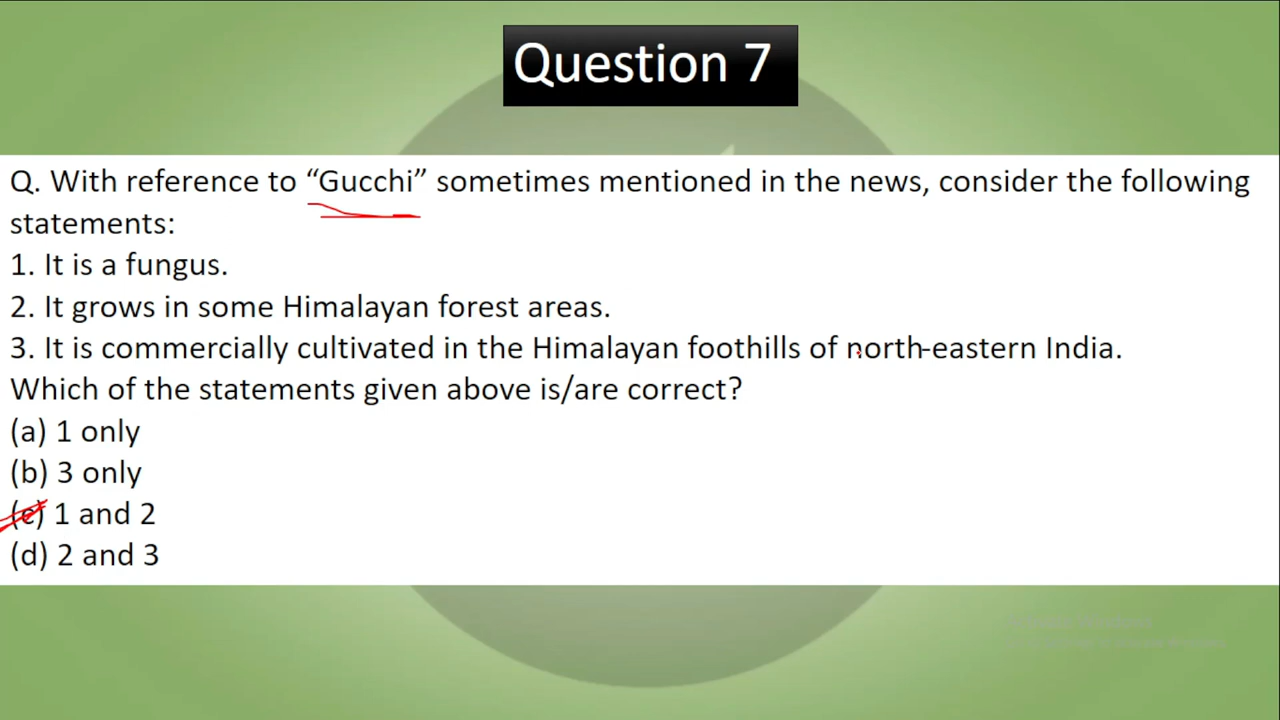 Question 7
Q. With reference to “Gucchi” sometimes mentioned in the news, consider the following
statements:
1. It is a fungus.
2. It grows in some Himalayan forest areas.
3. It is commercially cultivated in the Himalayan foothills of north-eastern India.
Which of the statements given above is/are correct?
(a) 1 only
(b) 3 only
(c) 1 and 2
(d) 2 and 3